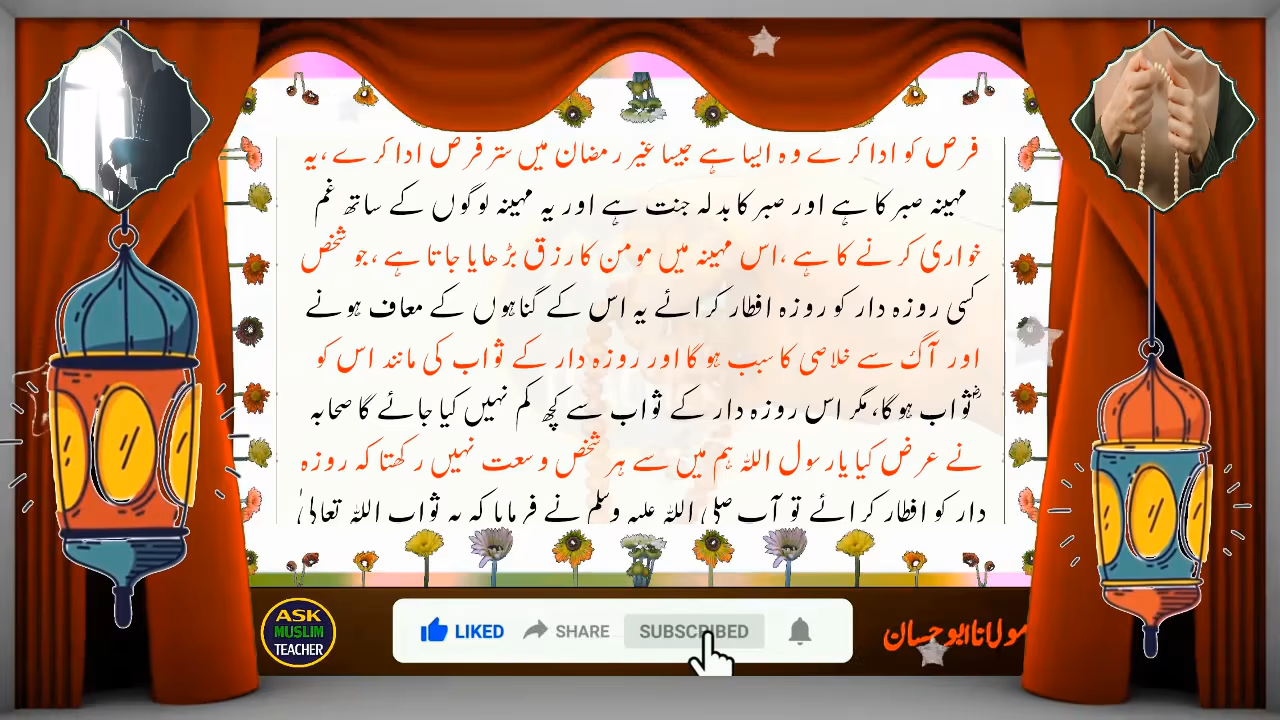 فرض کو ادا کرے وہ ایسا ہے جیسا غیر رمضان میں ستر فرض ادا کرے ،یہ
مہینہ صبر کا ہے اور صبر کا بدلہ جنت ہے اور یہ مہینہ لوگوں کے ساتھ غم
خواری کرنے کا ہے ،اس مہینہ میں مومن کا رزق بڑھایا جاتا ہے ، جو شخص
کسی روزہ دار کو روزہ افطار کرائے یہ اس کے گناہوں کے معاف ہونے
اور آگ سے خلاصی کا سبب ہو گا اور روزہ دار کے ثواب کی مانند اس کو
ثواب ہو گا، مگر اس روزہ دار کے ثواب سے کچھ کم نہیں کیا جائے گا صحابہ
نے عرض کیا یا رسول اللہ ہم میں سے ہر شخص وسعت نہیں رکھتا کہ روزہ
دار کو افطار کرائے تو آپ صلی اللہ علیہ وسلم نے فرمایا کہ یہ ثواب اللہ تعالیٰ
ASK
MUSLIM
TEACHER
LIKED SHARE SUBSCRIBED
مولانا ابو حسان